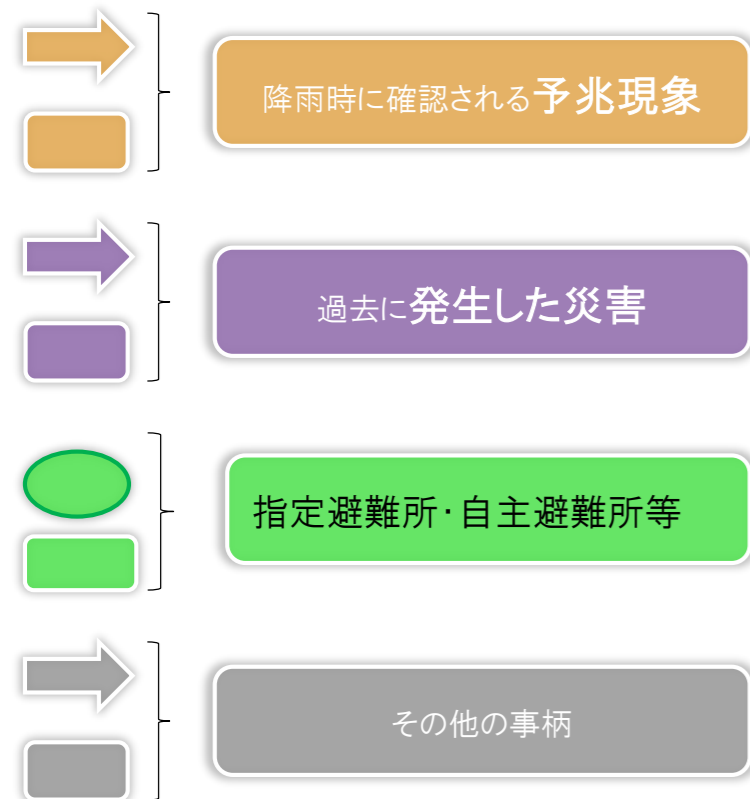 降雨時に確認される予兆現象
過去に発生した災害
指定避難所・自主避難所等
その他の事柄